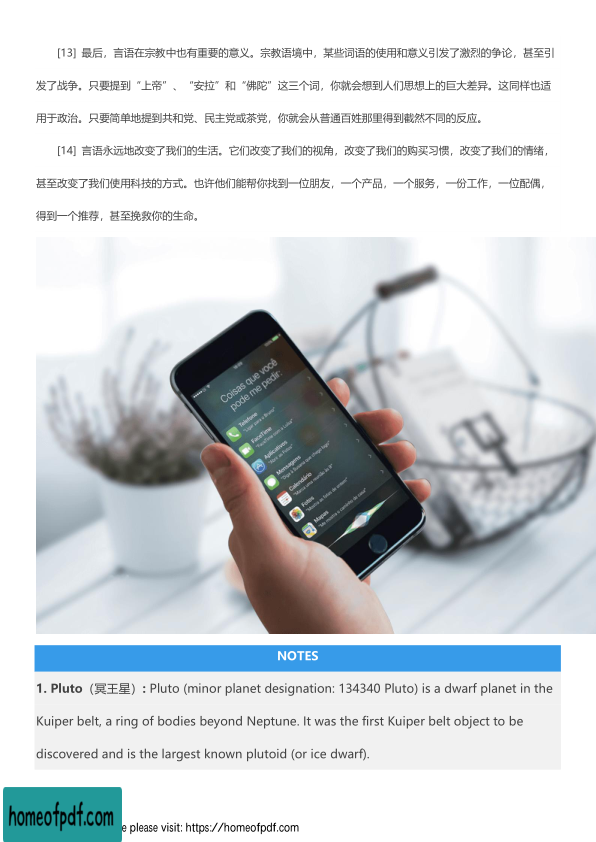 [13] 最后，言语在宗教中也有重要的意义。宗教语境中，某些词语的使用和意义引发了激烈的争论，甚至引
发了战争。只要提到“上帝”、“安拉”和“佛陀”这三个词，你就会想到人们思想上的巨大差异。这同样也适
用于政治。只要简单地提到共和党、民主党或茶党，你就会从普通百姓那里得到截然不同的反应。
[14] 言语永远地改变了我们的生活。它们改变了我们的视角，改变了我们的购买习惯，改变了我们的情绪，
甚至改变了我们使用科技的方式。也许他们能帮你找到一位朋友，一个产品，一个服务，一份工作，一位配偶，
得到一个推荐，甚至挽救你的生命。
Coisas que você
pode me pedir:
Telefone
"Ligar para o Bruno"
FaceTime
"FaceTime com a Luísa"
Aplicativos
Mensagens
Calendário
Fotos
Mapas
NOTES
1. Pluto（冥王星）: Pluto (minor planet designation: 134340 Pluto) is a dwarf planet in the
Kuiper belt, a ring of bodies beyond Neptune. It was the first Kuiper belt object to be
discovered and is the largest known plutoid (or ice dwarf).
homeofpdf.com
e please visit: https://homeofpdf.com